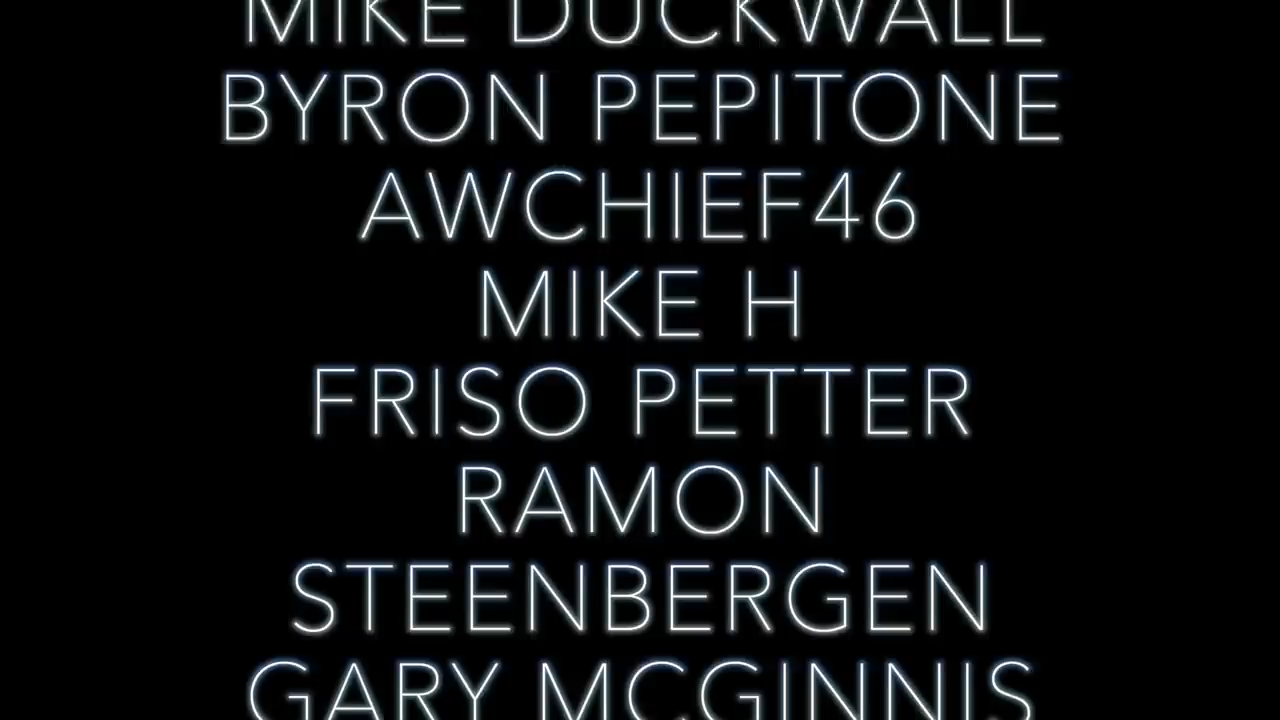 MIKE DUCKWALL
BYRON PEPITONE
AWCHIEF46
MIKE H
FRISO PETTER
RAMON
STEENBERGEN
GARY MCGINNIS